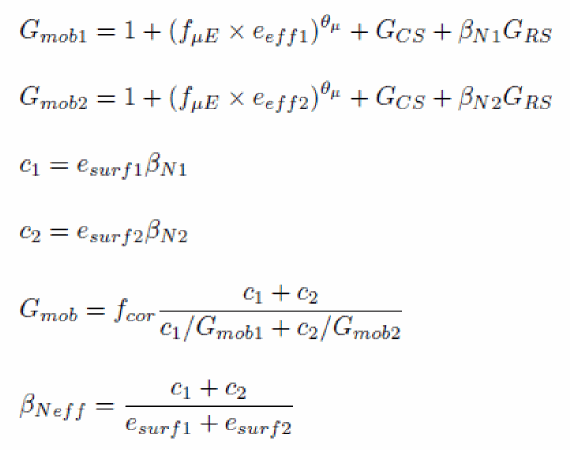 G_{mob1} = 1 + (f_{μE} × e_{eff1})^{θ_μ} + G_{CS} + β_{N1}G_{RS}
G_{mob2} = 1 + (f_{μE} × e_{eff2})^{θ_μ} + G_{CS} + β_{N2}G_{RS}
c_1 = e_{surf1}β_{N1}
c_2 = e_{surf2}β_{N2}
G_{mob} = f_{cor} \frac{c_1 + c_2}{c_1/G_{mob1} + c_2/G_{mob2}}
β_{Neff} = \frac{c_1 + c_2}{e_{surf1} + e_{surf2}}